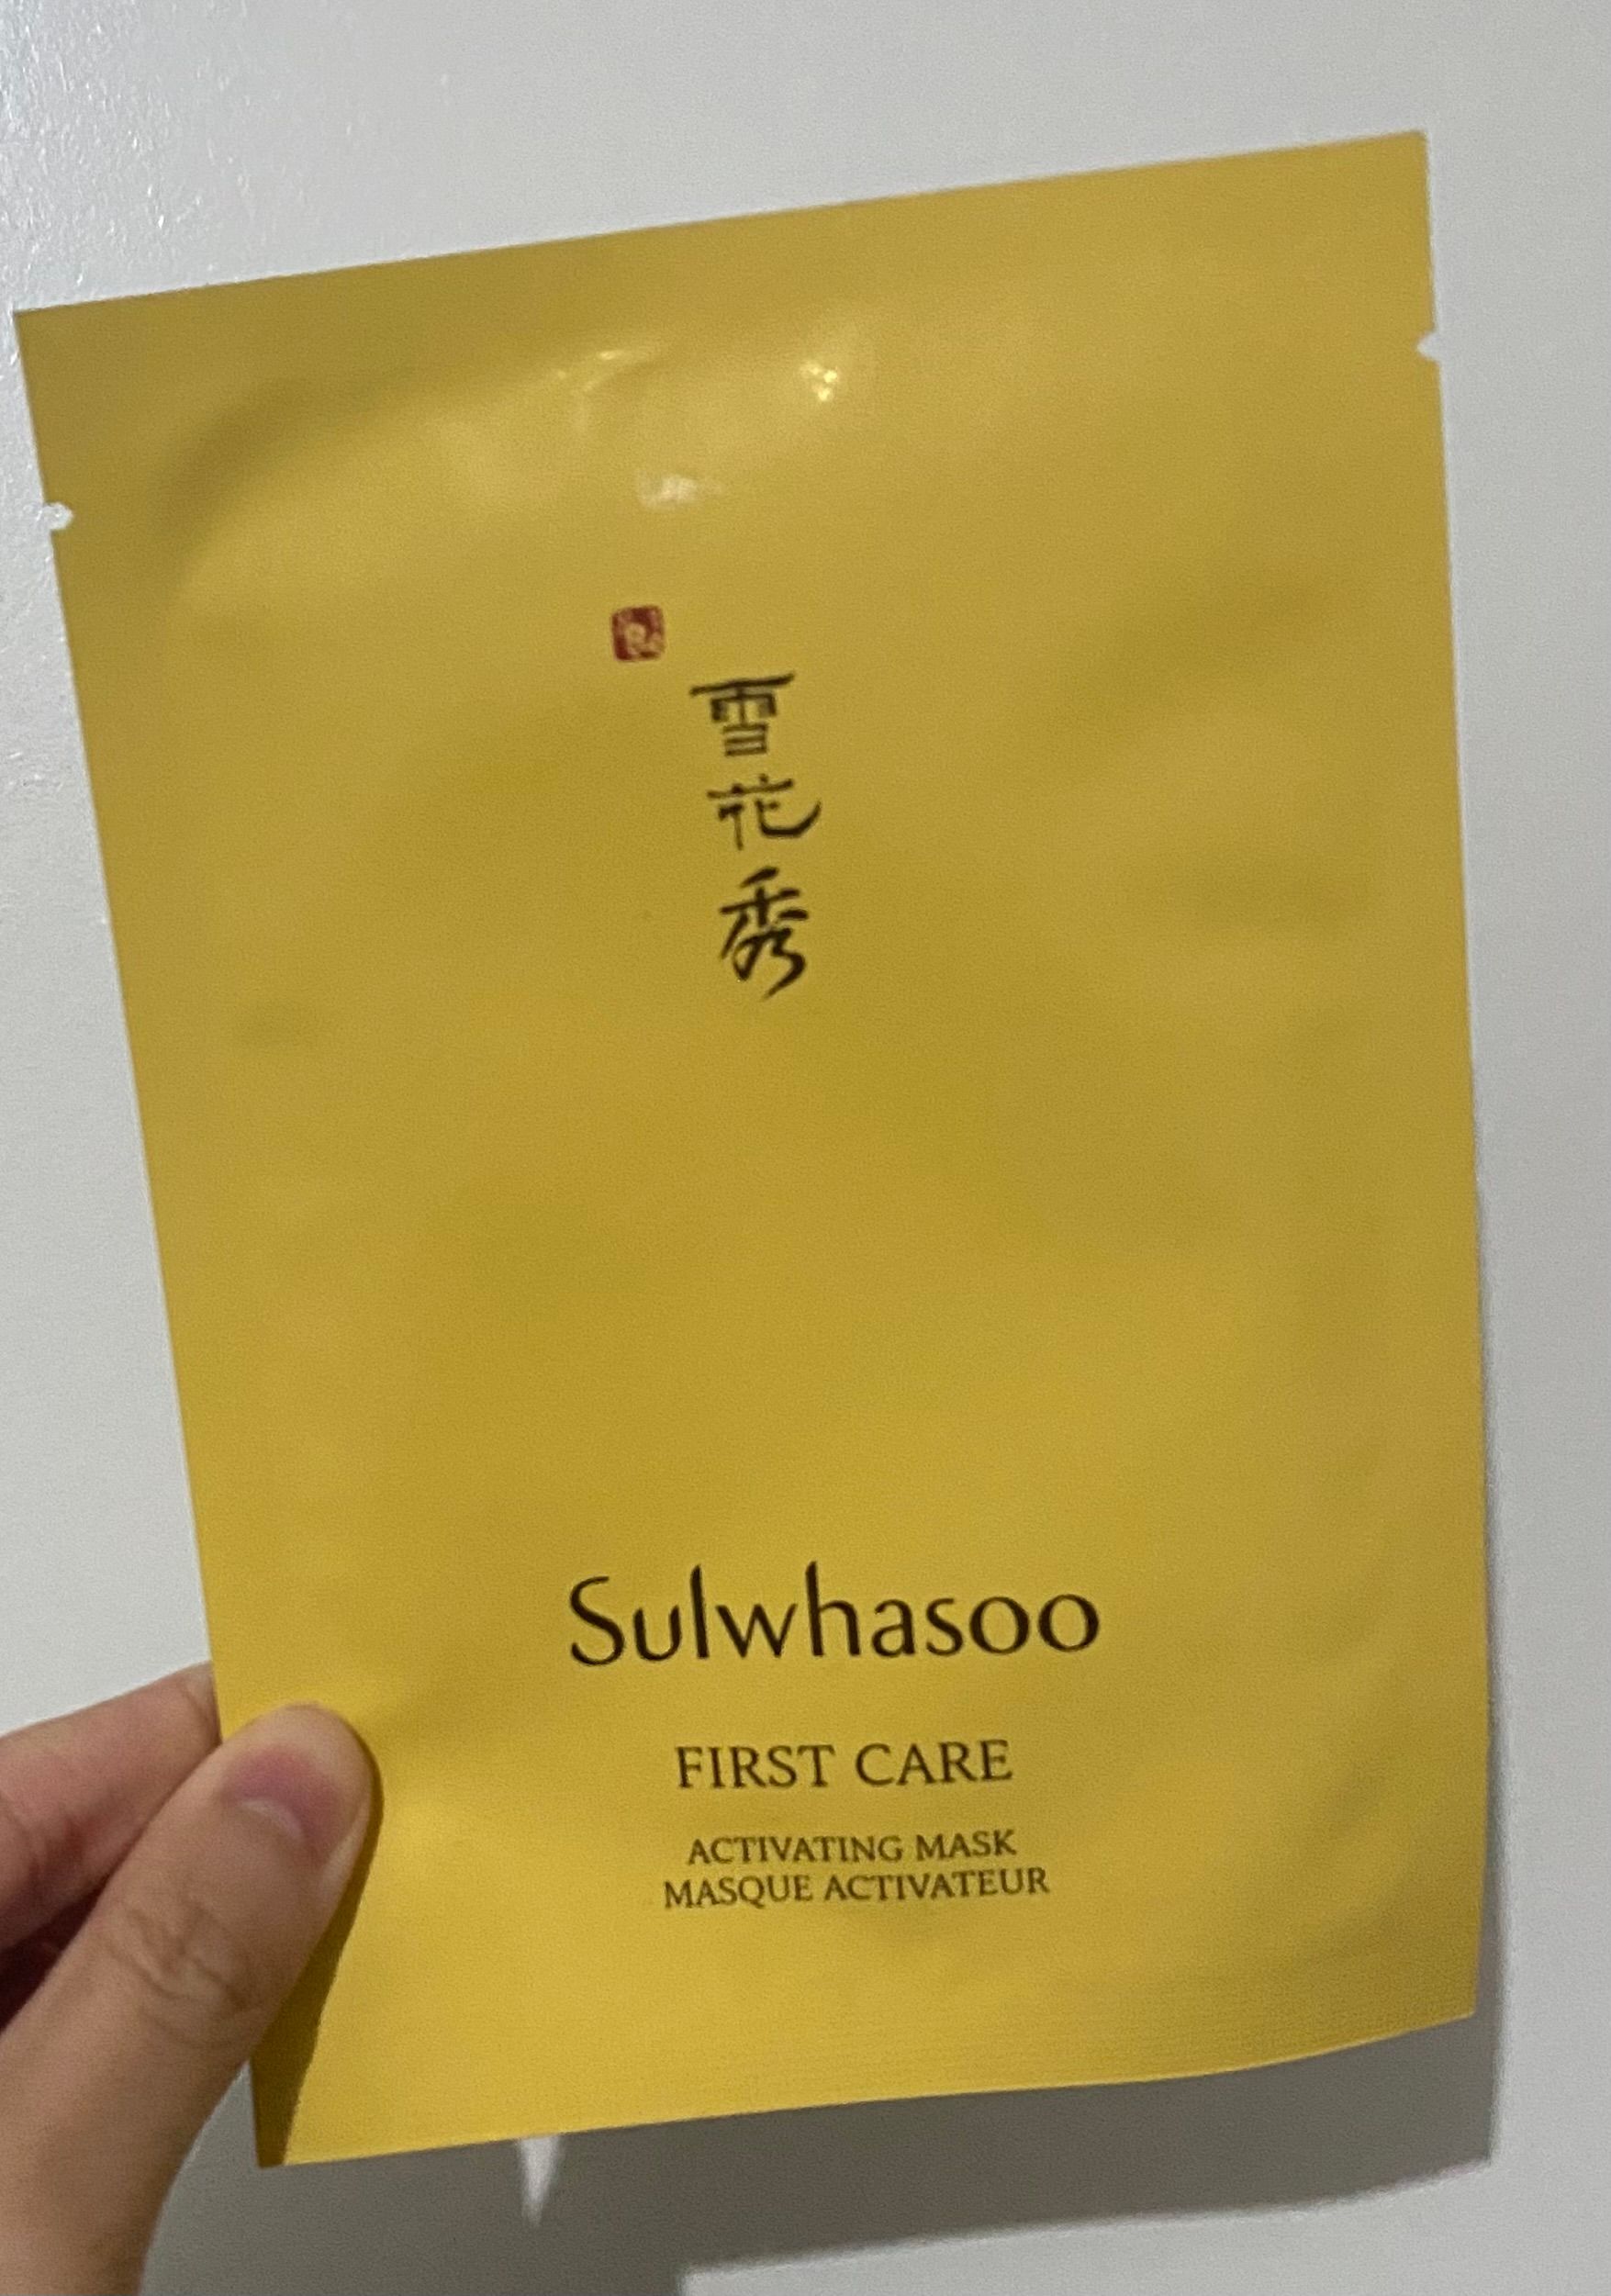 雪花秀
Sulwhasoo
FIRST CARE
ACTIVATING MASK
MASQUE ACTIVATEUR